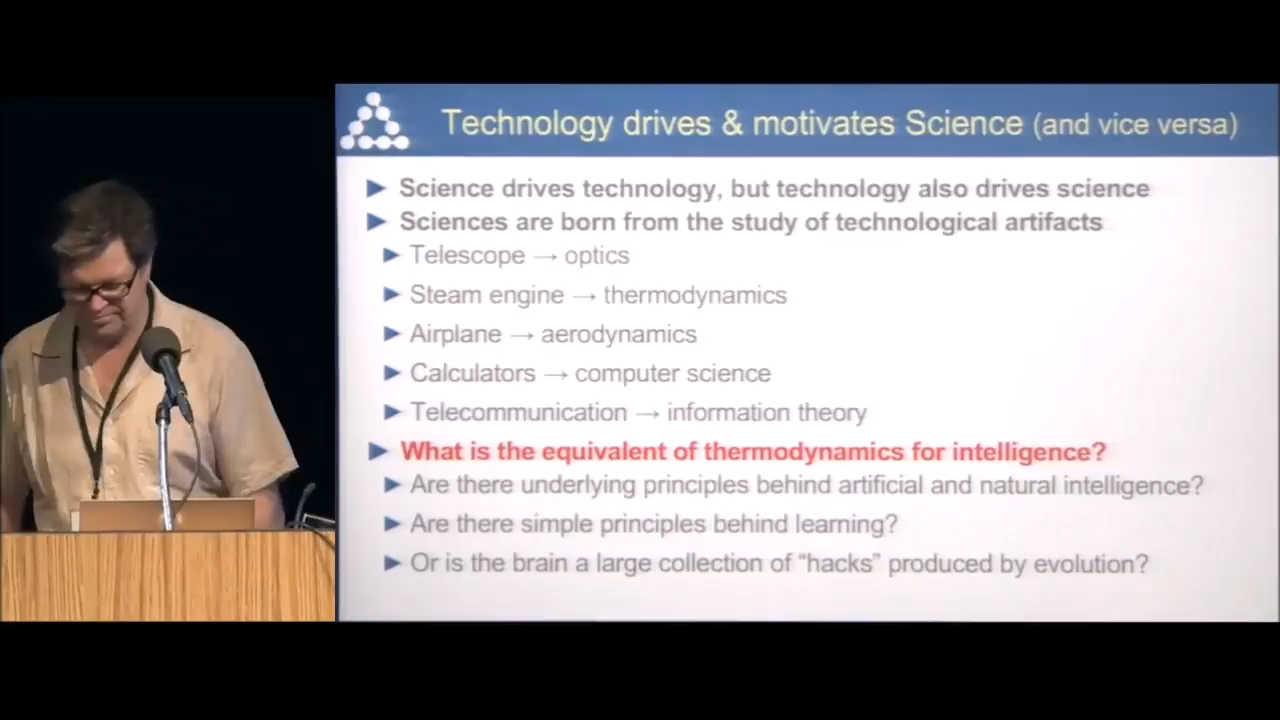 Technology drives & motivates Science (and vice versa)
Science drives technology, but technology also drives science
Sciences are born from the study of technological artifacts
Telescope → optics
Steam engine → thermodynamics
Airplane → aerodynamics
Calculators → computer science
Telecommunication → information theory
What is the equivalent of thermodynamics for intelligence?
Are there underlying principles behind artificial and natural intelligence?
Are there simple principles behind learning?
Or is the brain a large collection of “hacks” produced by evolution?